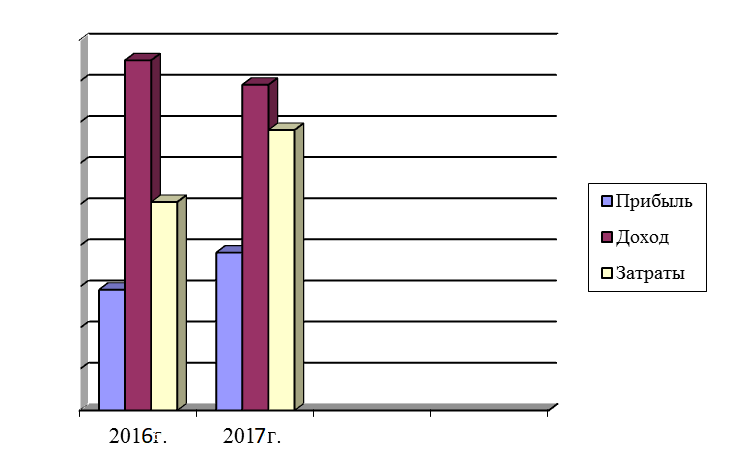 Прибыль
Доход
Затраты
2016г.
2017г.